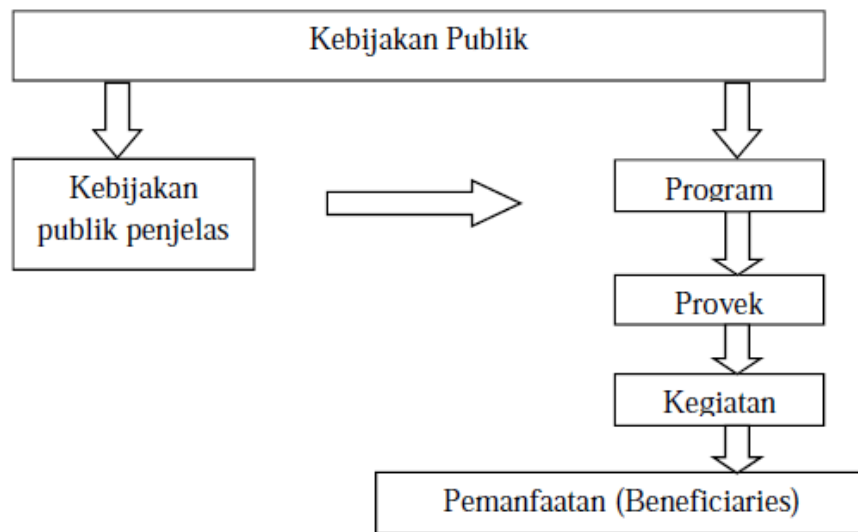 Kebijakan Publik
Kebijakan
publik penjelas
Program
Provek
Kegiatan
Pemanfaatan (Beneficiaries)